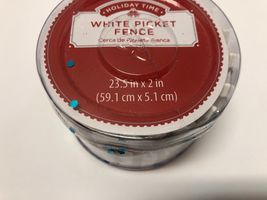 HOLIDAY TIME
WHITE PICKET
FENCE
Cerca de Piquete Blanca
23.5 in x 2 in
(59.1 cm x 5.1 cm)